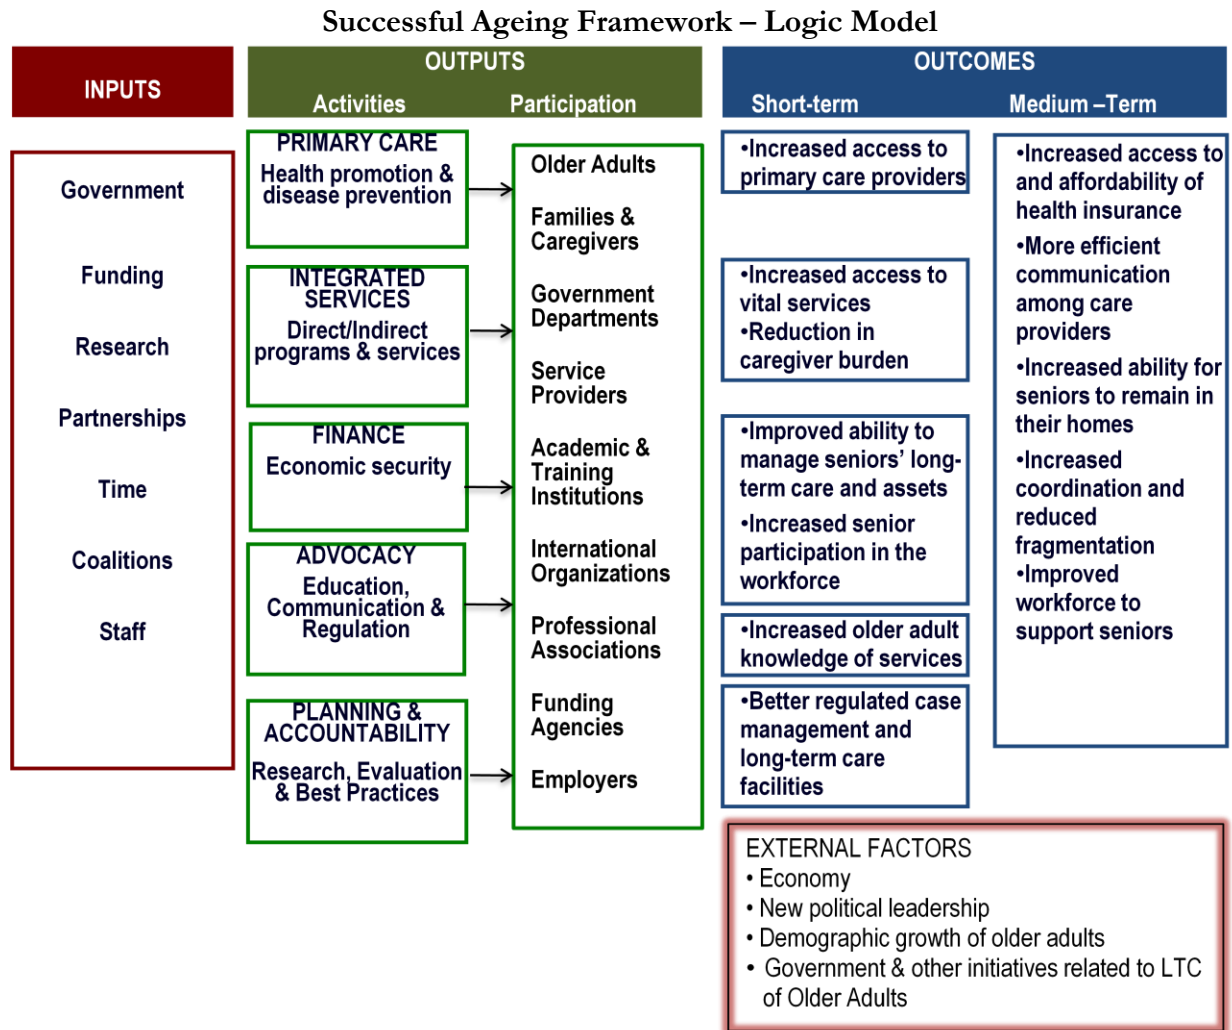 Successful Ageing Framework – Logic Model
INPUTS
OUTPUTS
Activities
Participation
OUTCOMES
Short-term
Medium –Term
Government
Funding
Research
Partnerships
Time
Coalitions
Staff
PRIMARY CARE
Health promotion &
disease prevention
INTEGRATED
SERVICES
Direct/Indirect
programs & services
FINANCE
Economic security
ADVOCACY
Education,
Communication &
Regulation
PLANNING &
ACCOUNTABILITY
Research, Evaluation
& Best Practices
Older Adults
Families &
Caregivers
Government
Departments
Service
Providers
Academic &
Training
Institutions
International
Organizations
Professional
Associations
Funding
Agencies
Employers
•Increased access to
primary care providers
•Increased access to
vital services
•Reduction in
caregiver burden
•Improved ability to
manage seniors’ long-
term care and assets
•Increased senior
participation in the
workforce
•Increased older adult
knowledge of services
•Better regulated case
management and
long-term care
facilities
•Increased access to
and affordability of
health insurance
•More efficient
communication
among care
providers
•Increased ability for
seniors to remain in
their homes
•Increased
coordination and
reduced
fragmentation
•Improved
workforce to
support seniors
EXTERNAL FACTORS
• Economy
• New political leadership
• Demographic growth of older adults
• Government & other initiatives related to LTC
of Older Adults